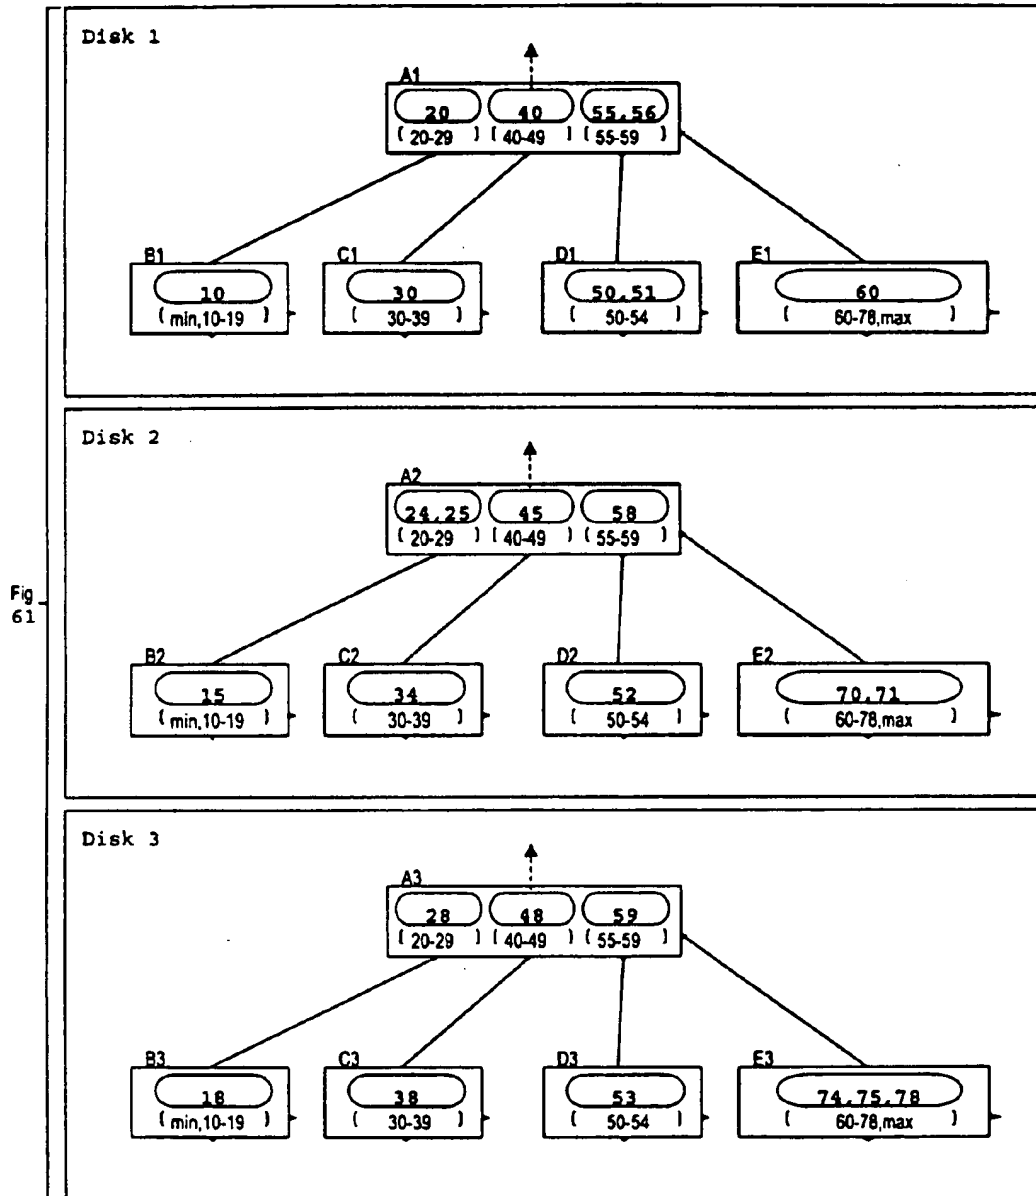 Disk 1
A1
20 40 55,56
( 20-29 ) ( 40-49 ) ( 55-59 )
B1 C1 D1 E1
10 30 50,51 60
( min,10-19 ) ( 30-39 ) ( 50-54 ) ( 60-78,max )
Disk 2
A2
24,25 45 58
( 20-29 ) ( 40-49 ) ( 55-59 )
Fig
61
B2 C2 D2 E2
15 34 52 70,71
( min,10-19 ) ( 30-39 ) ( 50-54 ) ( 60-78,max )
Disk 3
A3
28 48 59
( 20-29 ) ( 40-49 ) ( 55-59 )
B3 C3 D3 E3
18 38 53 74,75,78
( min,10-19 ) ( 30-39 ) ( 50-54 ) ( 60-78,max )